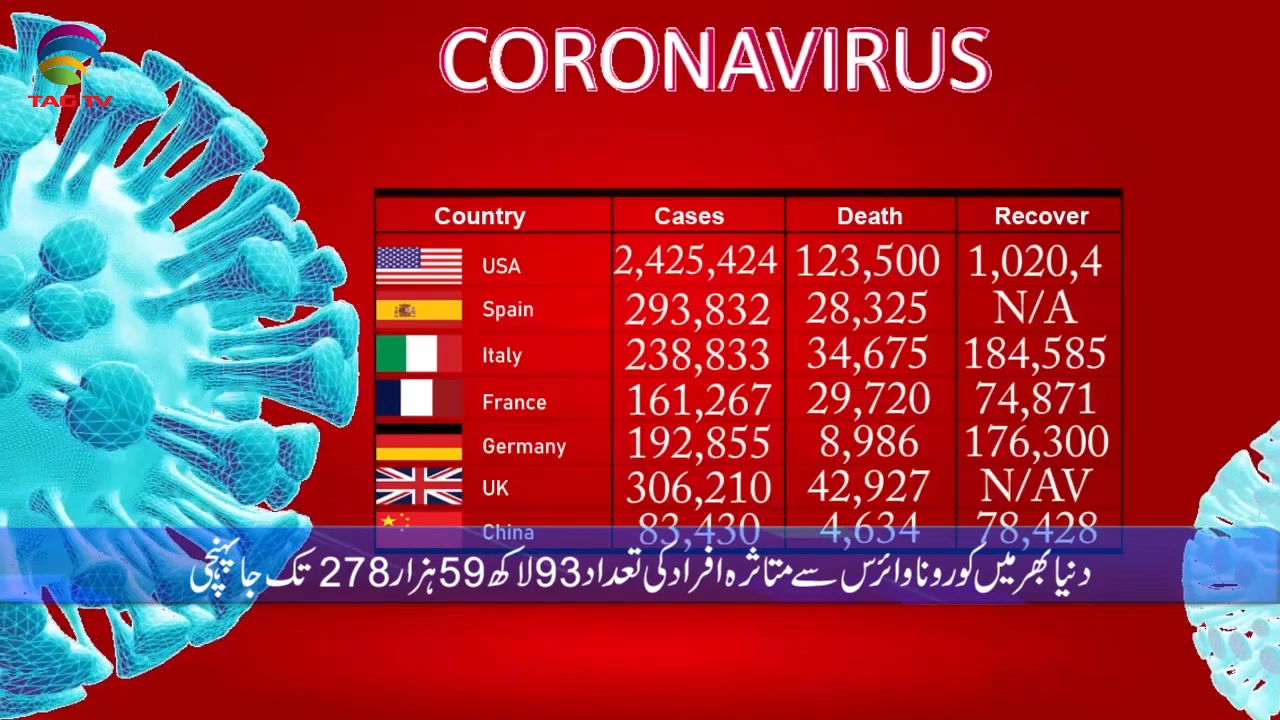 TAG TV
CORONAVIRUS
Country Cases Death Recover
USA 2,425,424 123,500 1,020,4
Spain 293,832 28,325 N/A
Italy 238,833 34,675 184,585
France 161,267 29,720 74,871
Germany 192,855 8,986 176,300
UK 306,210 42,927 N/AV
China 83,430 4,634 78,428
دنیا بھر میں کورونا وائرس سے متاثرہ افراد کی تعداد 93 لاکھ 59 ہزار 278 تک جا پہنچی